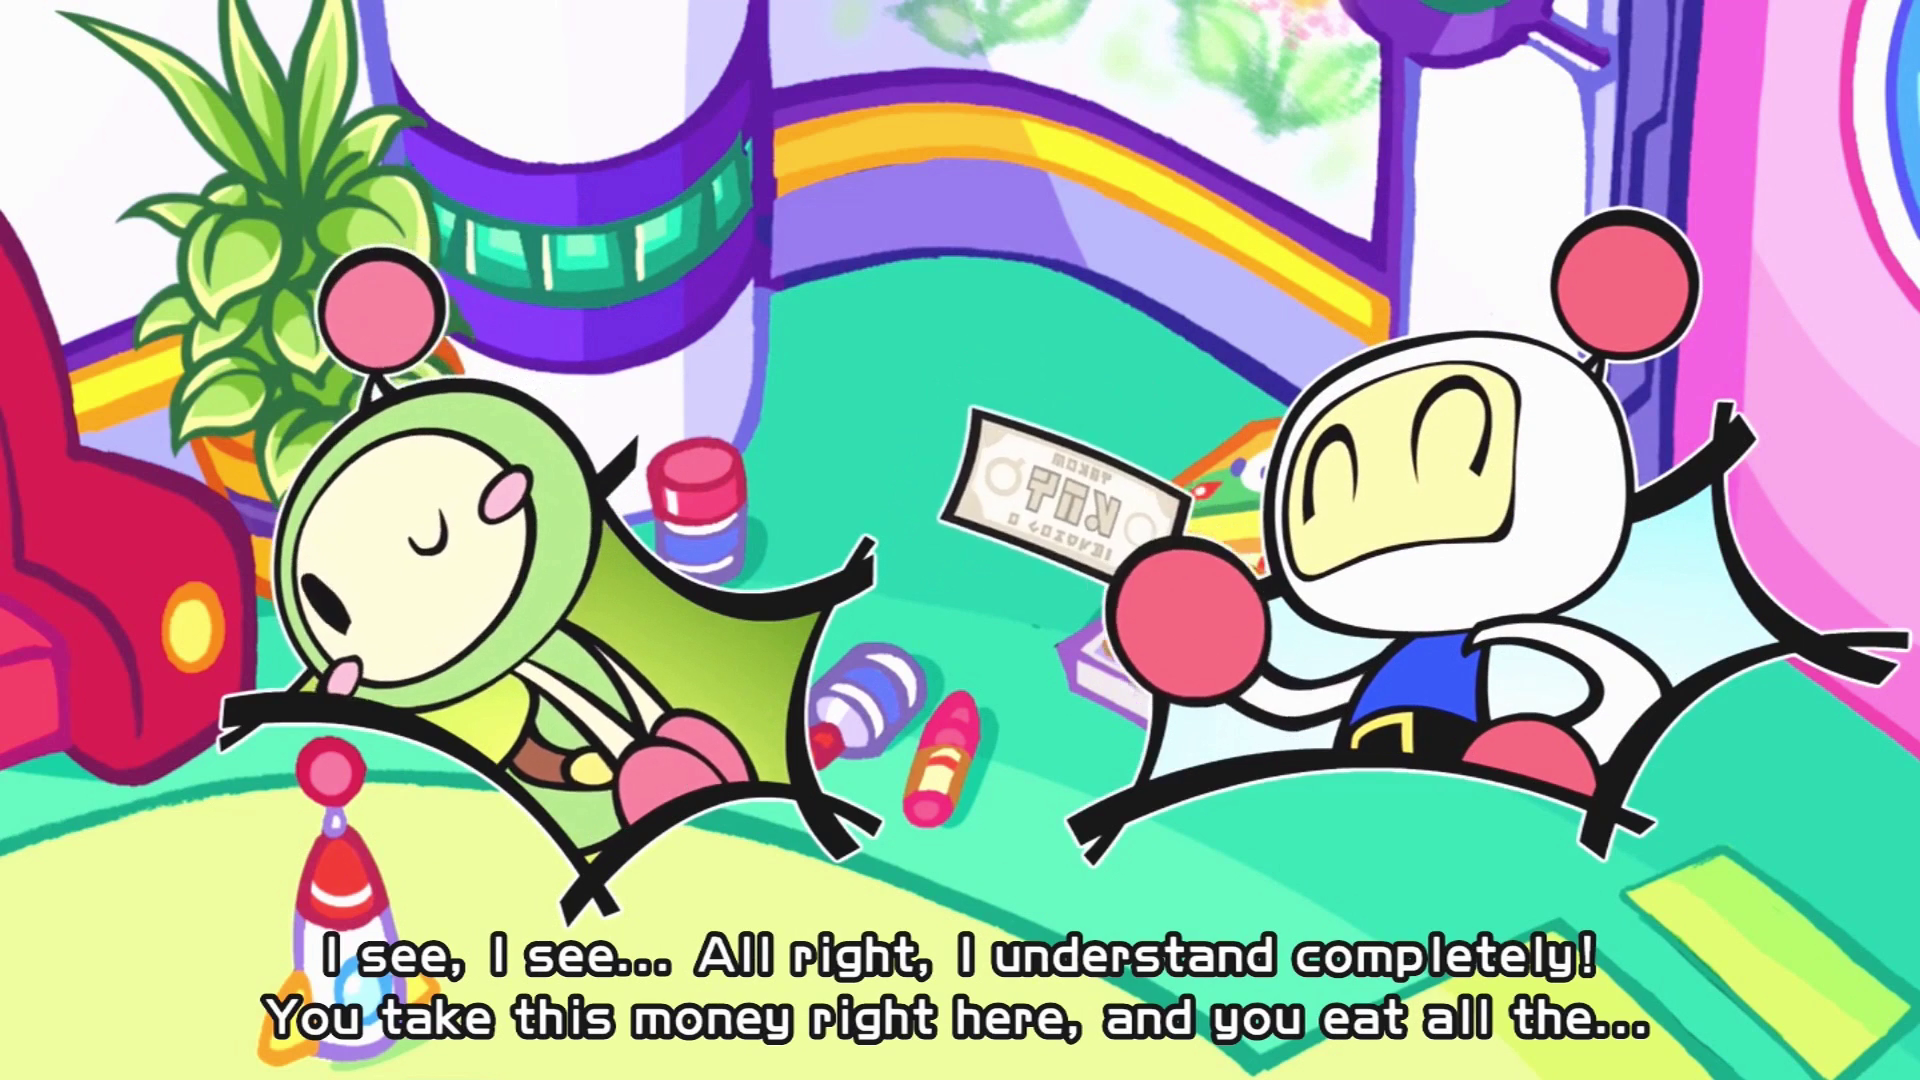 I see, I see... All right, I understand completely!
You take this money right here, and you eat all the...